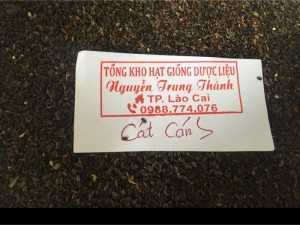 TỔNG KHO HẠT GIỐNG DƯỢC LIỆU
Nguyễn Trung Thành
TP. Lào Cai
0988.774.076
Cát Cánh